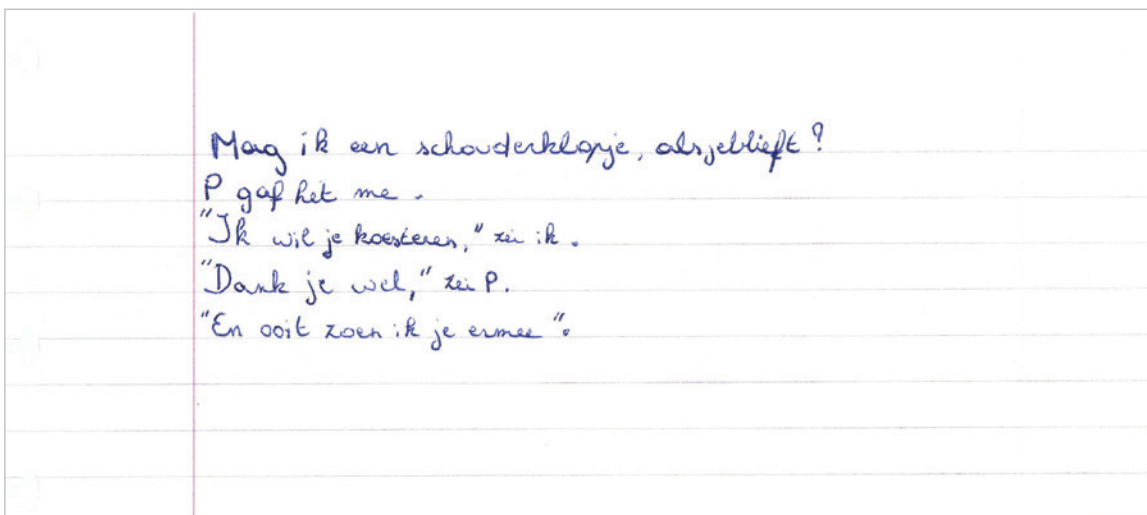 Mag ik een schouderklopje, alsjeblieft?
P gaf het me.
"Ik wil je koesteren," zei ik.
"Dank je wel," zei P.
"En ooit zoen ik je ermee".